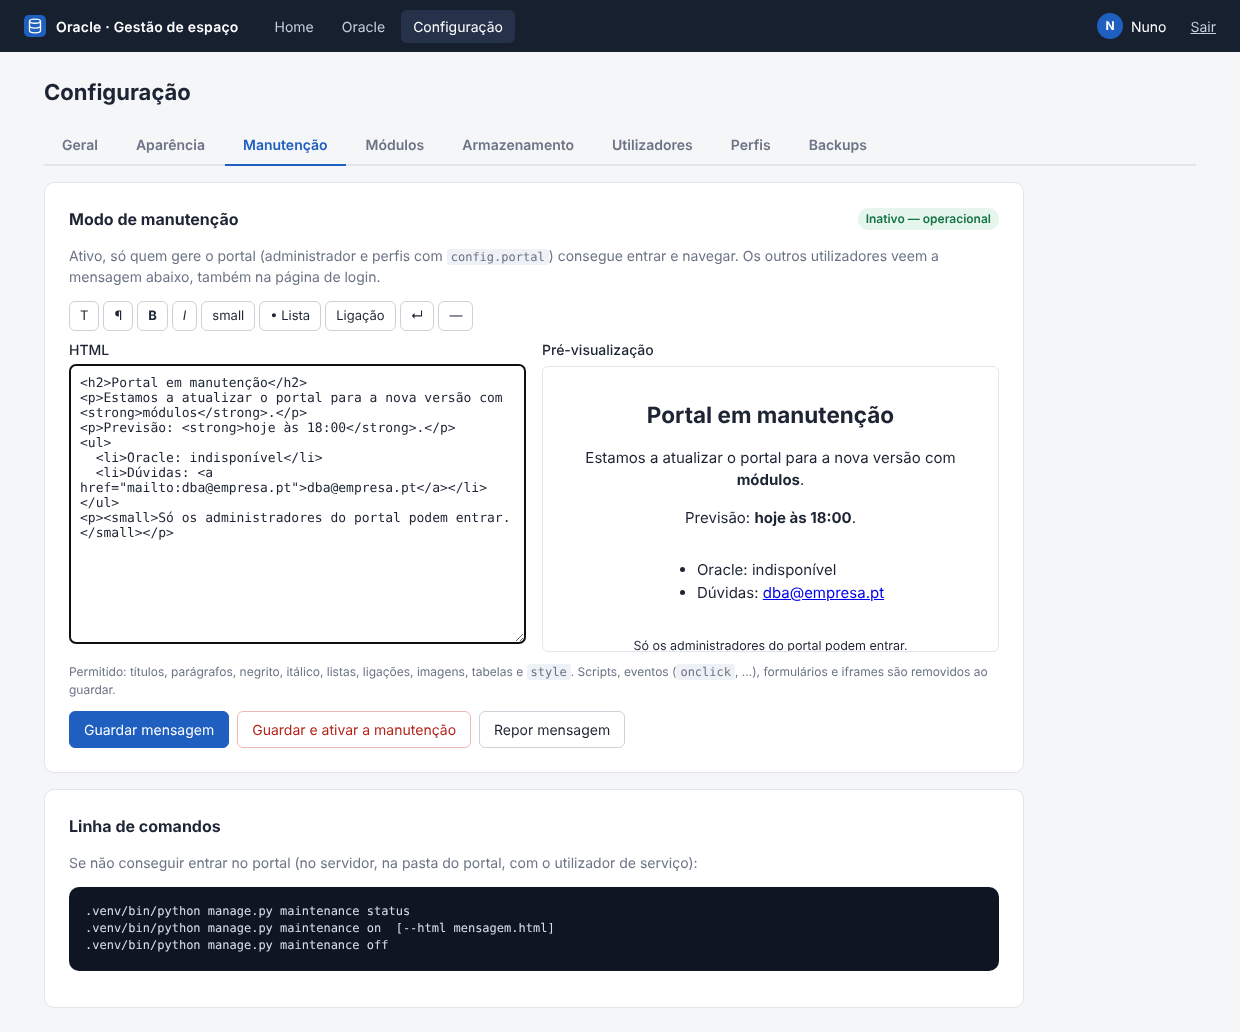 Oracle · Gestão de espaço
Home
Oracle
Configuração
N
Nuno
Sair
Configuração
Geral
Aparência
Manutenção
Módulos
Armazenamento
Utilizadores
Perfis
Backups
Modo de manutenção
Inativo — operacional
Ativo, só quem gere o portal (administrador e perfis com config.portal) consegue entrar e navegar. Os outros utilizadores veem a
mensagem abaixo, também na página de login.
T
¶
B
I
small
• Lista
Ligação
↵
—
HTML
<h2>Portal em manutenção</h2>
<p>Estamos a atualizar o portal para a nova versão com
<strong>módulos</strong>.</p>
<p>Previsão: <strong>hoje às 18:00</strong>.</p>
<ul>
  <li>Oracle: indisponível</li>
  <li>Dúvidas: <a
href="mailto:dba@empresa.pt">dba@empresa.pt</a></li>
</ul>
<p><small>Só os administradores do portal podem entrar.
</small></p>
Pré-visualização
Portal em manutenção
Estamos a atualizar o portal para a nova versão com
módulos.
Previsão: hoje às 18:00.
• Oracle: indisponível
• Dúvidas: dba@empresa.pt
Só os administradores do portal podem entrar.
Permitido: títulos, parágrafos, negrito, itálico, listas, ligações, imagens, tabelas e style. Scripts, eventos (onclick, …), formulários e iframes são removidos ao
guardar.
Guardar mensagem
Guardar e ativar a manutenção
Repor mensagem
Linha de comandos
Se não conseguir entrar no portal (no servidor, na pasta do portal, com o utilizador de serviço):
.venv/bin/python manage.py maintenance status
.venv/bin/python manage.py maintenance on  [--html mensagem.html]
.venv/bin/python manage.py maintenance off